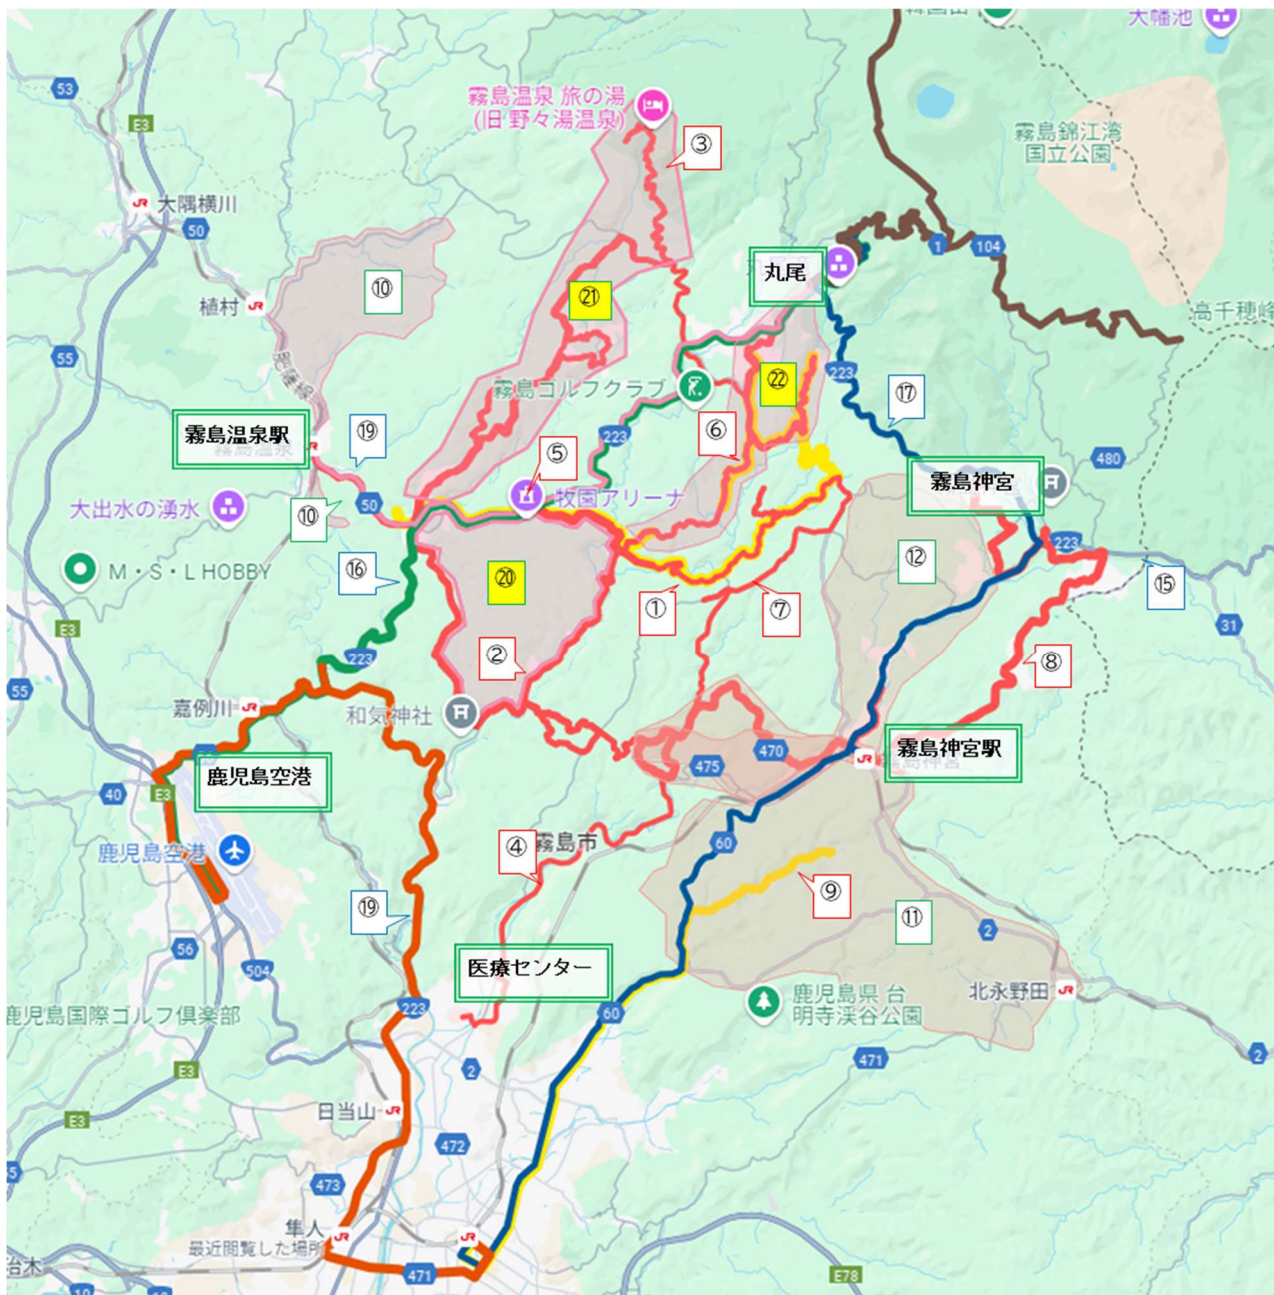 大幡池
53
E3
霧島温泉 旅の湯
(旧 野々湯温泉)
③
霧島錦江湾
国立公園
大隅横川
50
1
104
丸尾
⑩
㉑
植村
高千穂峰
肥薩線
55
223
㉒
霧島ゴルフクラブ
⑰
霧島温泉駅
⑲
223
⑥
⑤
480
霧島神宮
大出水の湧水
⑩
50
牧園アリーナ
223
M・S・L HOBBY
⑯
⑳
⑫
⑮
①
⑦
E3
31
223
②
⑧
55
嘉例川
和気神社
475
470
霧島神宮駅
鹿児島空港
40
E3
鹿児島空港
④
霧島市
60
⑨
⑲
⑪
2
56
504
医療センター
北永野田
鹿児島県 台
明寺渓谷公園
223
60
鹿児島国際ゴルフ倶楽部
2
471
2
E3
E3
日当山
472
473
隼人
最近閲覧した場所
471
E78